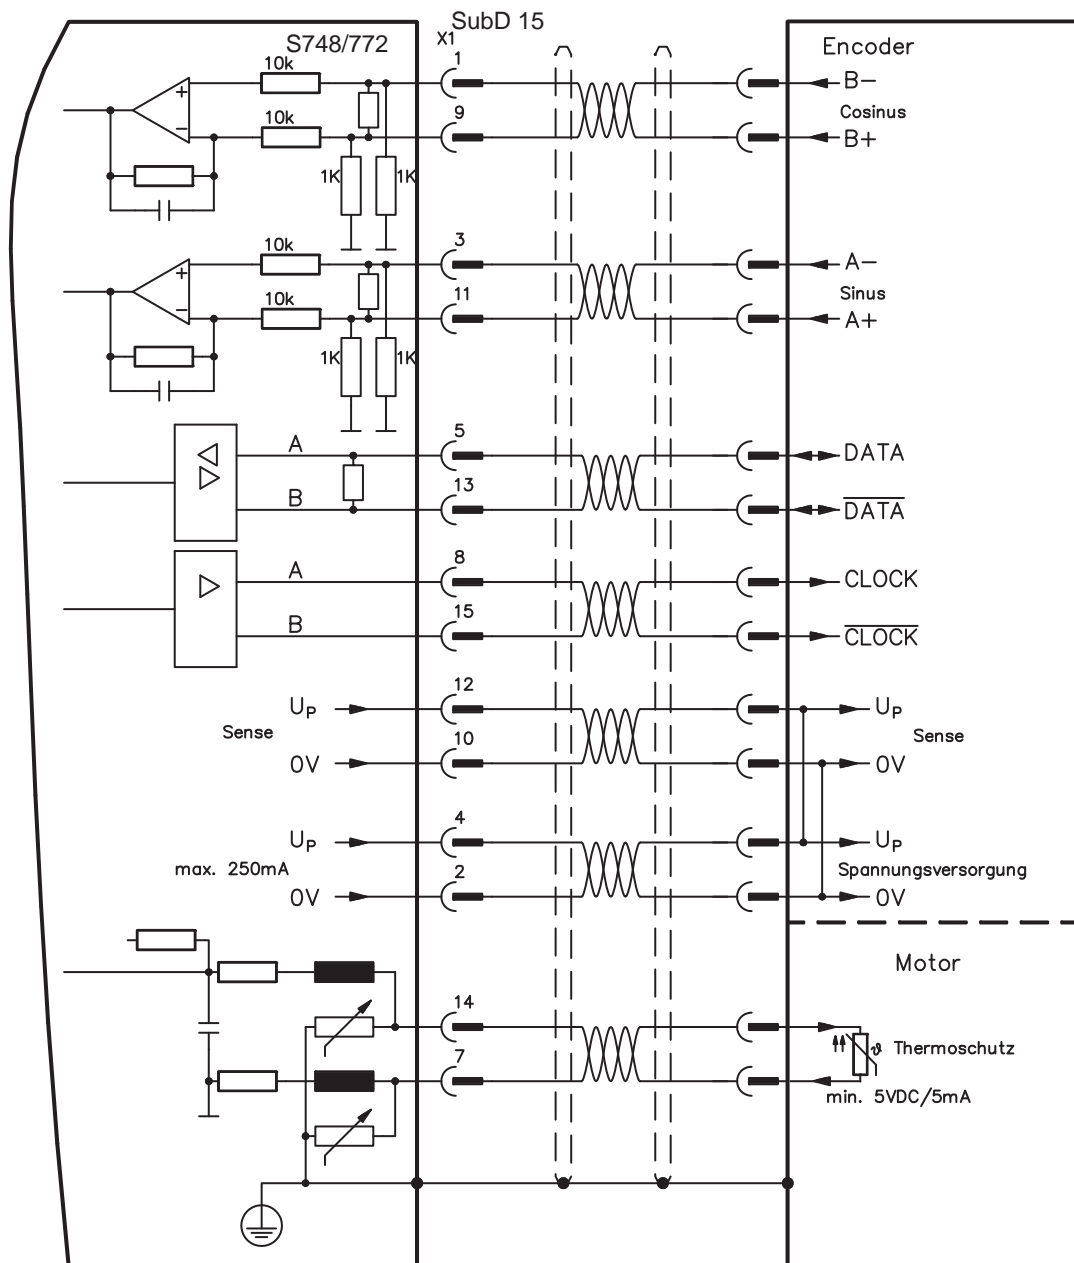 SubD 15
S748/772
X1
Encoder
10k
1
B-
+
Cosinus
-
10k
9
B+
1K
1K
10k
3
A-
+
Sinus
-
10k
11
A+
1K
1K
A
5
DATA
B
13
D̅A̅T̅A̅
A
8
CLOCK
B
15
C̅L̅O̅C̅K̅
UP
12
UP
Sense
Sense
0V
10
0V
UP
4
UP
max. 250mA
Spannungsversorgung
0V
2
0V
Motor
14
ϑ Thermoschutz
7
min. 5VDC/5mA